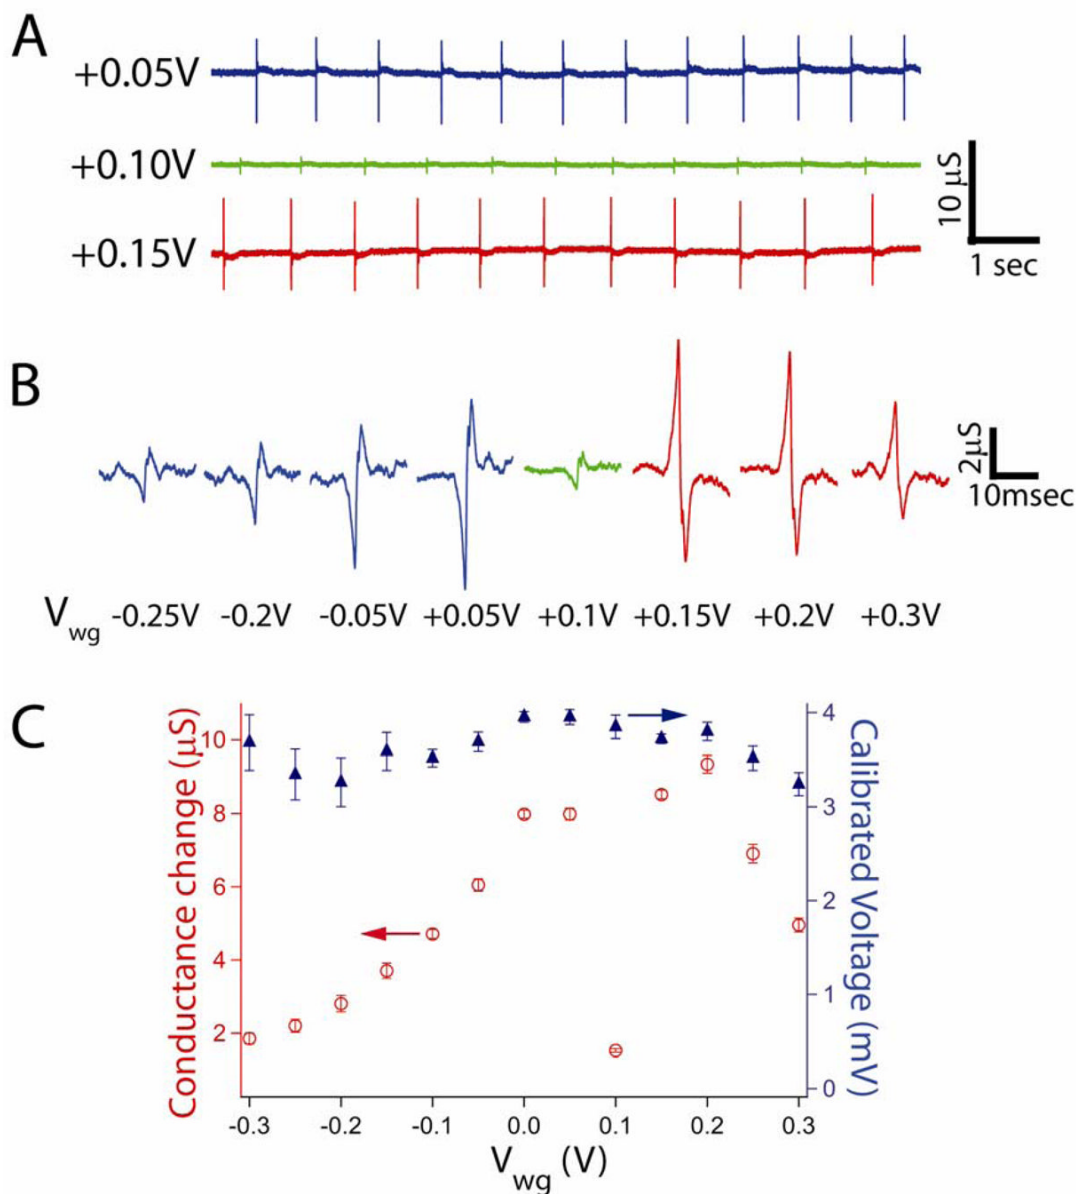 A
+0.05V
+0.10V
+0.15V
10 µS
1 sec
B
2µS
10msec
Vwg -0.25V -0.2V -0.05V +0.05V +0.1V +0.15V +0.2V +0.3V
C
Conductance change (µS)
10
8
6
4
2
Calibrated Voltage (mV)
4
3
2
1
0
-0.3 -0.2 -0.1 0.0 0.1 0.2 0.3
Vwg (V)